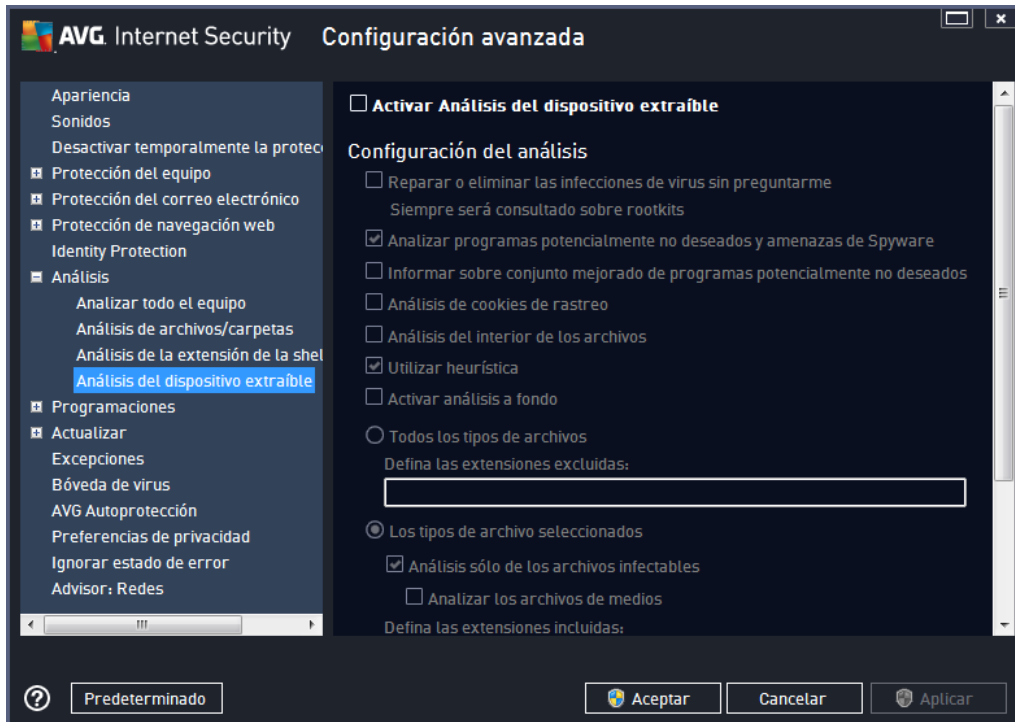 AVG. Internet Security Configuración avanzada
Apariencia
Sonidos
Desactivar temporalmente la protec
Protección del equipo
Protección del correo electrónico
Protección de navegación web
Identity Protection
Análisis
Analizar todo el equipo
Análisis de archivos/carpetas
Análisis de la extensión de la shel
Análisis del dispositivo extraíble
Programaciones
Actualizar
Excepciones
Bóveda de virus
AVG Autoprotección
Preferencias de privacidad
Ignorar estado de error
Advisor: Redes
Activar Análisis del dispositivo extraíble
Configuración del análisis
Reparar o eliminar las infecciones de virus sin preguntarme
Siempre será consultado sobre rootkits
Analizar programas potencialmente no deseados y amenazas de Spyware
Informar sobre conjunto mejorado de programas potencialmente no deseados
Análisis de cookies de rastreo
Análisis del interior de los archivos
Utilizar heurística
Activar análisis a fondo
Todos los tipos de archivos
Defina las extensiones excluidas:
Los tipos de archivo seleccionados
Análisis sólo de los archivos infectables
Analizar los archivos de medios
Defina las extensiones incluidas:
Predeterminado
Aceptar
Cancelar
Aplicar